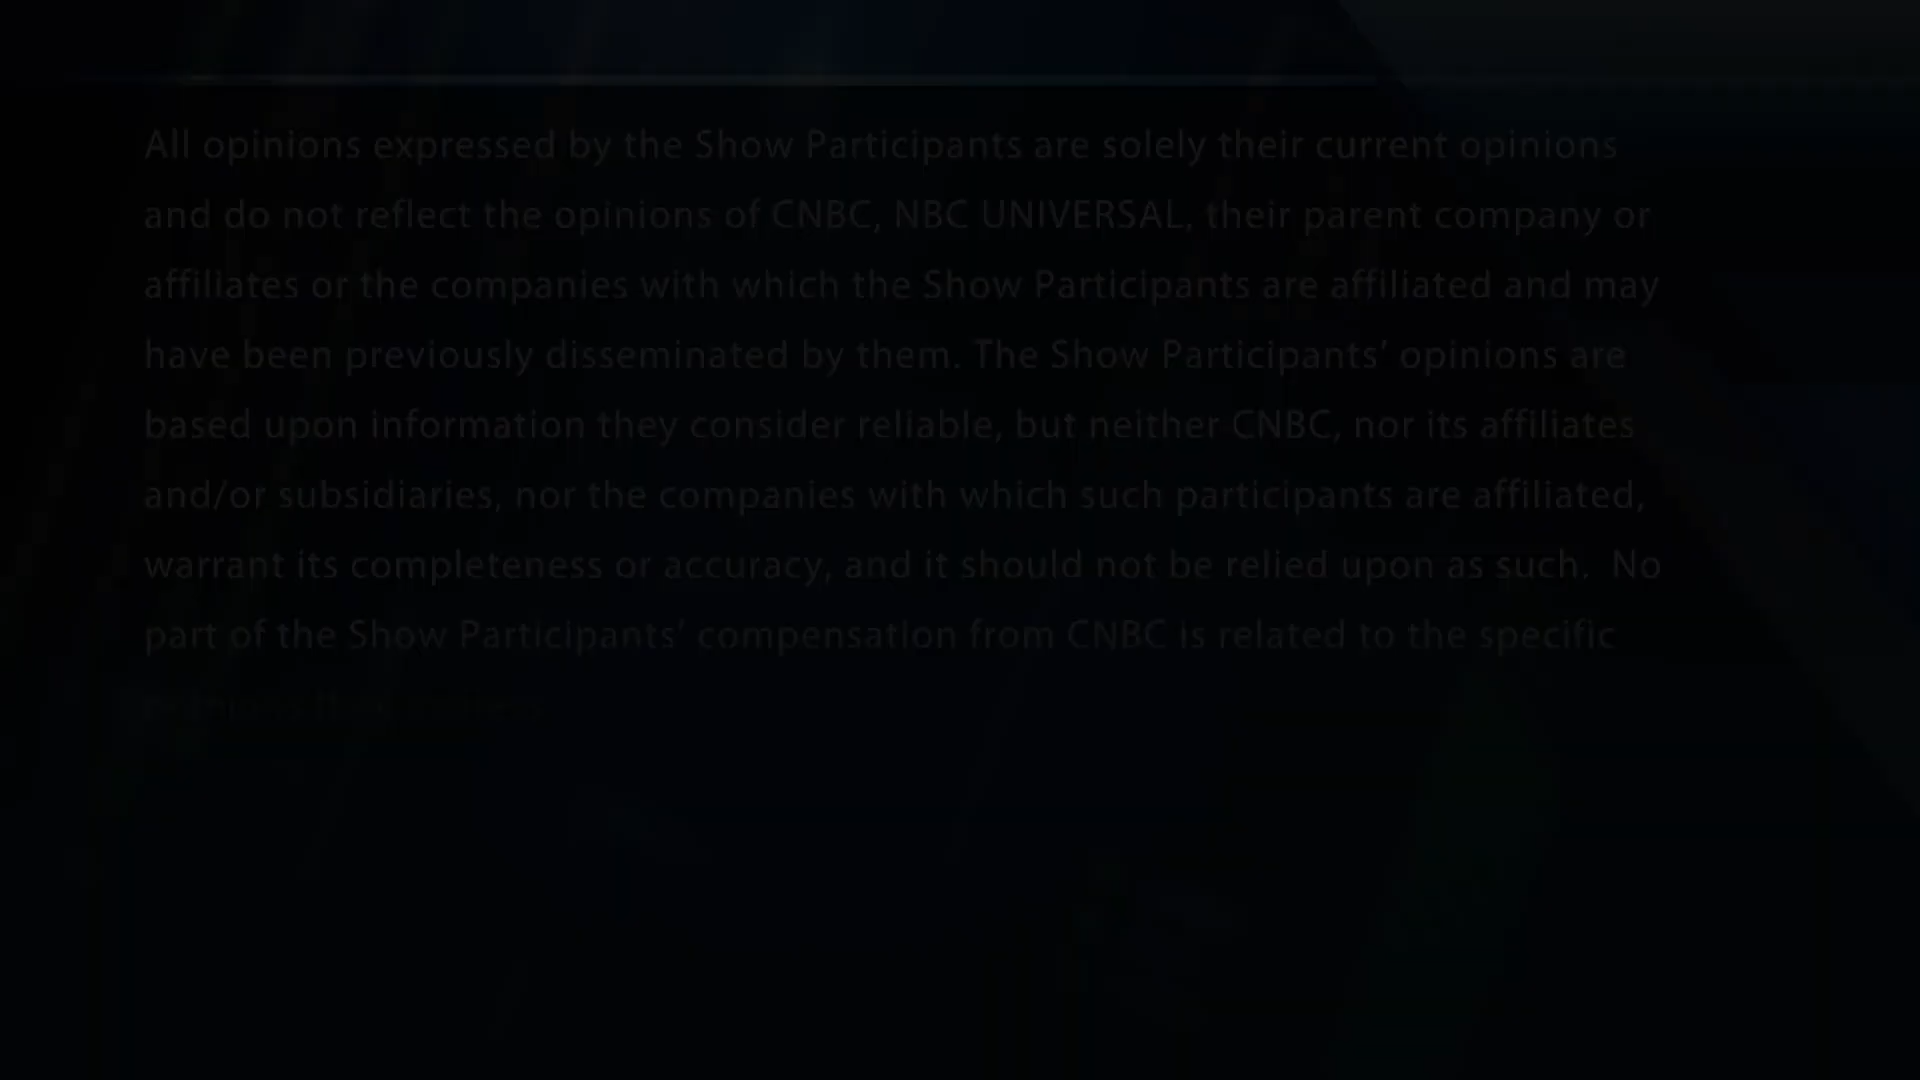 All opinions expressed by the Show Participants are solely their current opinions
and do not reflect the opinions of CNBC, NBC UNIVERSAL, their parent company or
affiliates or the companies with which the Show Participants are affiliated and may
have been previously disseminated by them. The Show Participants’ opinions are
based upon information they consider reliable, but neither CNBC, nor its affiliates
and/or subsidiaries, nor the companies with which such participants are affiliated,
warrant its completeness or accuracy, and it should not be relied upon as such.  No
part of the Show Participants’ compensation from CNBC is related to the specific